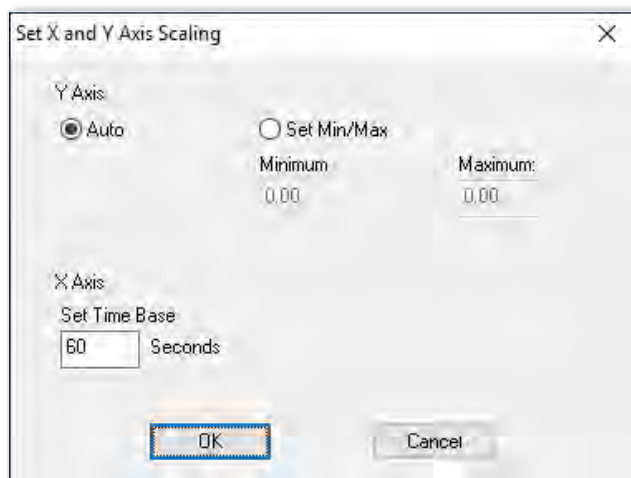 Set X and Y Axis Scaling
Y Axis
Auto Set Min/Max
Minimum Maximum:
0.00 0.00
X Axis
Set Time Base
60 Seconds
OK Cancel